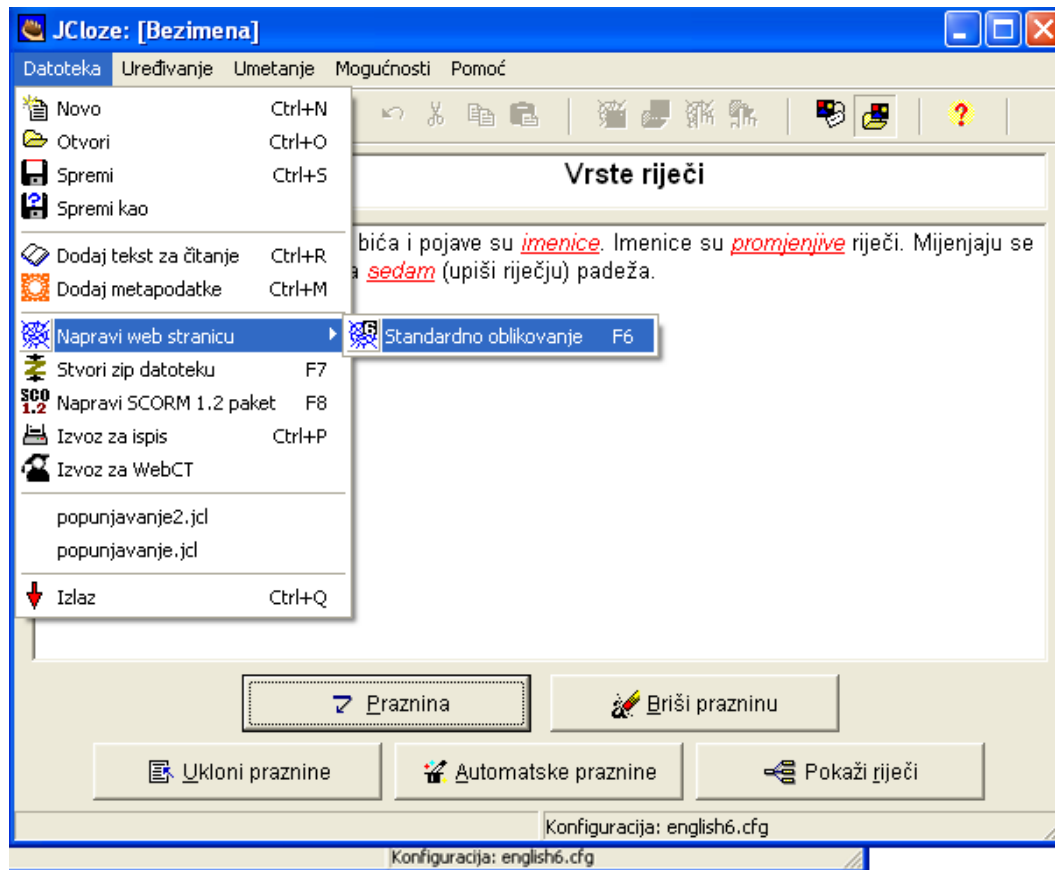 JCloze: [Bezimena]
Datoteka Uređivanje Umetanje Mogućnosti Pomoć
Novo Ctrl+N
Otvori Ctrl+O
Spremi Ctrl+S
Spremi kao
Dodaj tekst za čitanje Ctrl+R
Dodaj metapodatke Ctrl+M
Napravi web stranicu
Standardno oblikovanje F6
Stvori zip datoteku F7
SCO 1.2 Napravi SCORM 1.2 paket F8
Izvoz za ispis Ctrl+P
Izvoz za WebCT
popunjavanje2.jcl
popunjavanje.jcl
Izlaz Ctrl+Q
Vrste riječi
bića i pojave su imenice. Imenice su promjenjive riječi. Mijenjaju se
a sedam (upiši riječju) padeža.
Praznina Briši prazninu
Ukloni praznine Automatske praznine Pokaži riječi
Konfiguracija: english6.cfg
Konfiguracija: english6.cfg